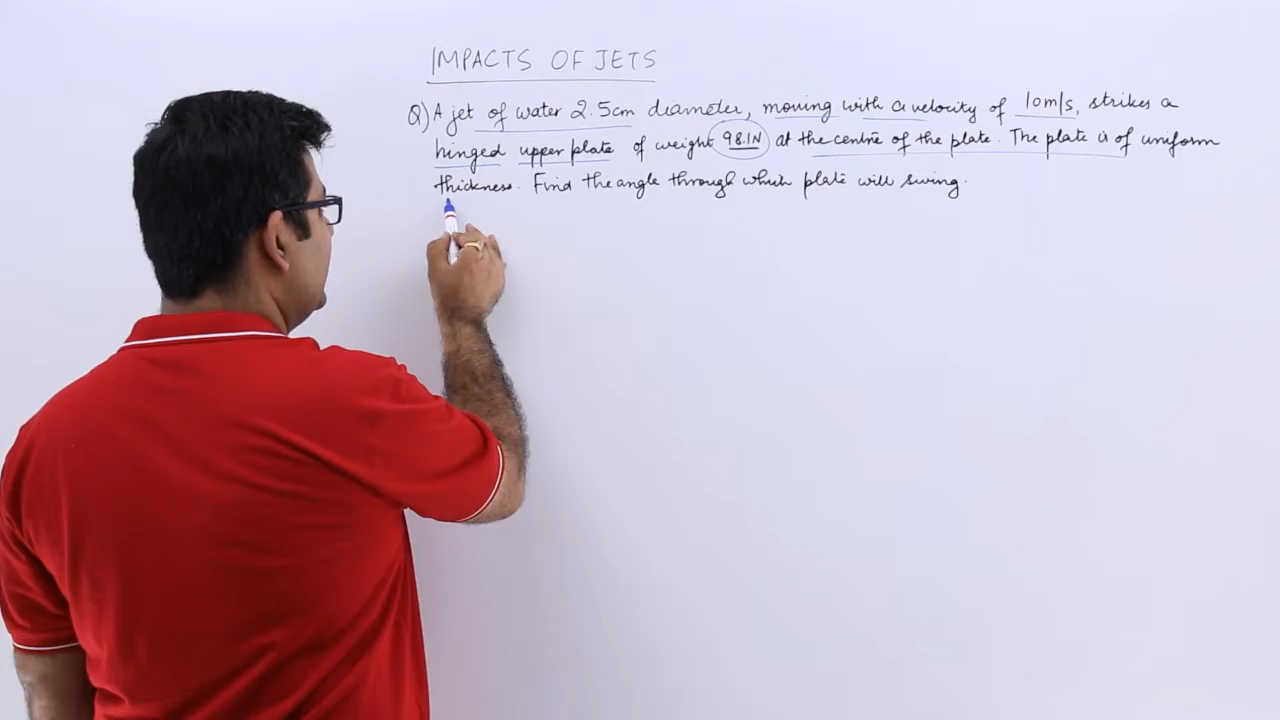 IMPACTS OF JETS
Q) A jet of water 2.5cm diameter, moving with a velocity of 10m/s, strikes a
hinged upper plate of weight 98.1N at the centre of the plate. The plate is of uniform
thickness. Find the angle through which plate will swing.